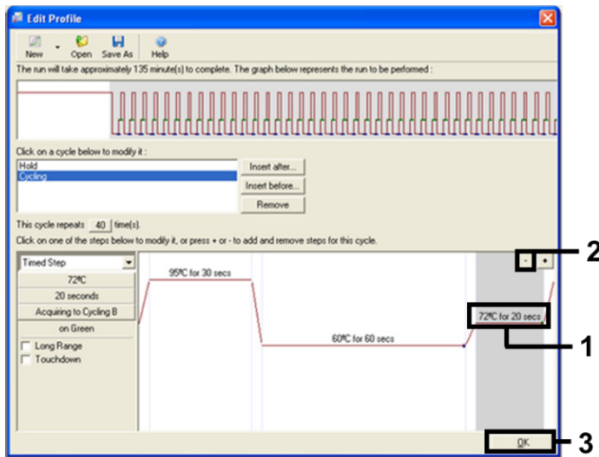 Edit Profile
New Open Save As Help
The run will take approximately 135 minute(s) to complete. The graph below represents the run to be performed :
Click on a cycle below to modify it :
Hold
Cycling
Insert after...
Insert before...
Remove
This cycle repeats 40 time(s).
Click on one of the steps below to modify it, or press + or - to add and remove steps for this cycle.
Timed Step
- +
2
72ºC
20 seconds
Acquiring to Cycling B
on Green
Long Range
Touchdown
95ºC for 30 secs
60ºC for 60 secs
72ºC for 20 secs
1
OK
3